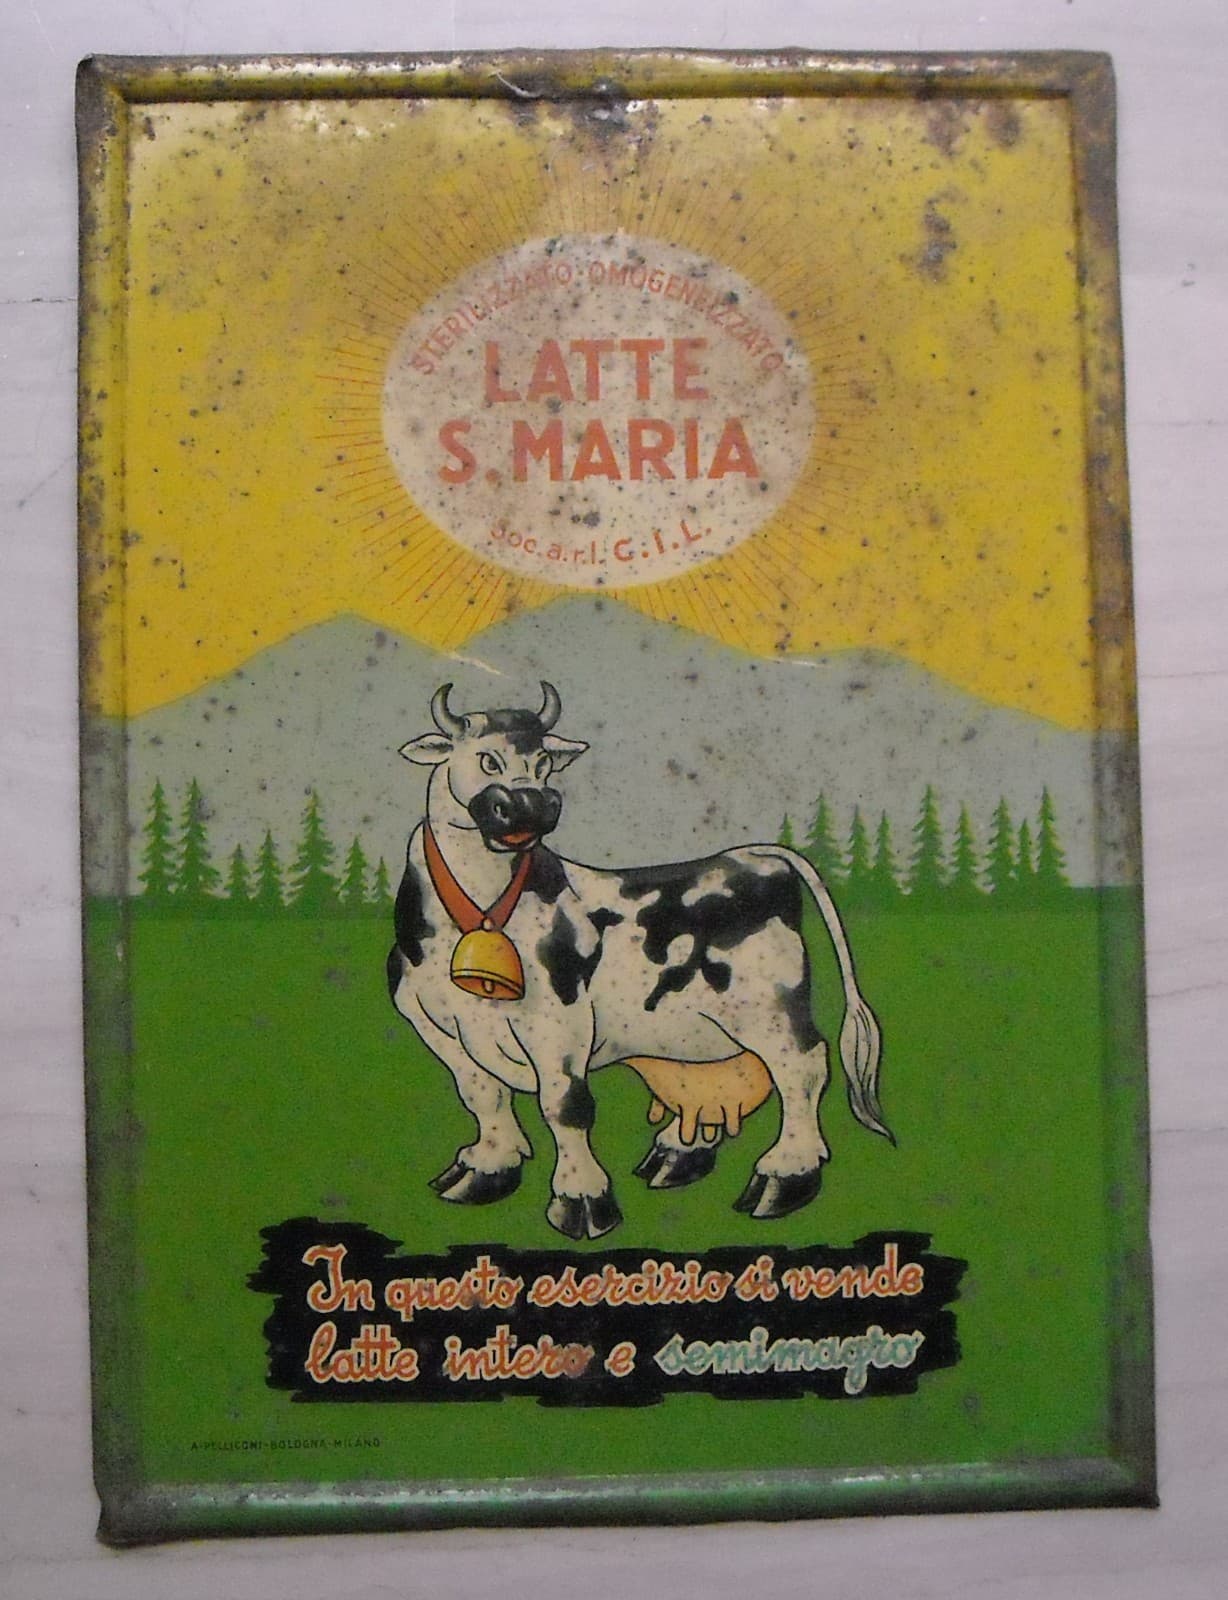 STERILIZZATO·OMOGENEIZZATO
LATTE
S.MARIA
Soc.a.r.l. C.I.L.
In questo esercizio si vende
latte intero e semimagro
A·PELLICONI-BOLOGNA-MILANO